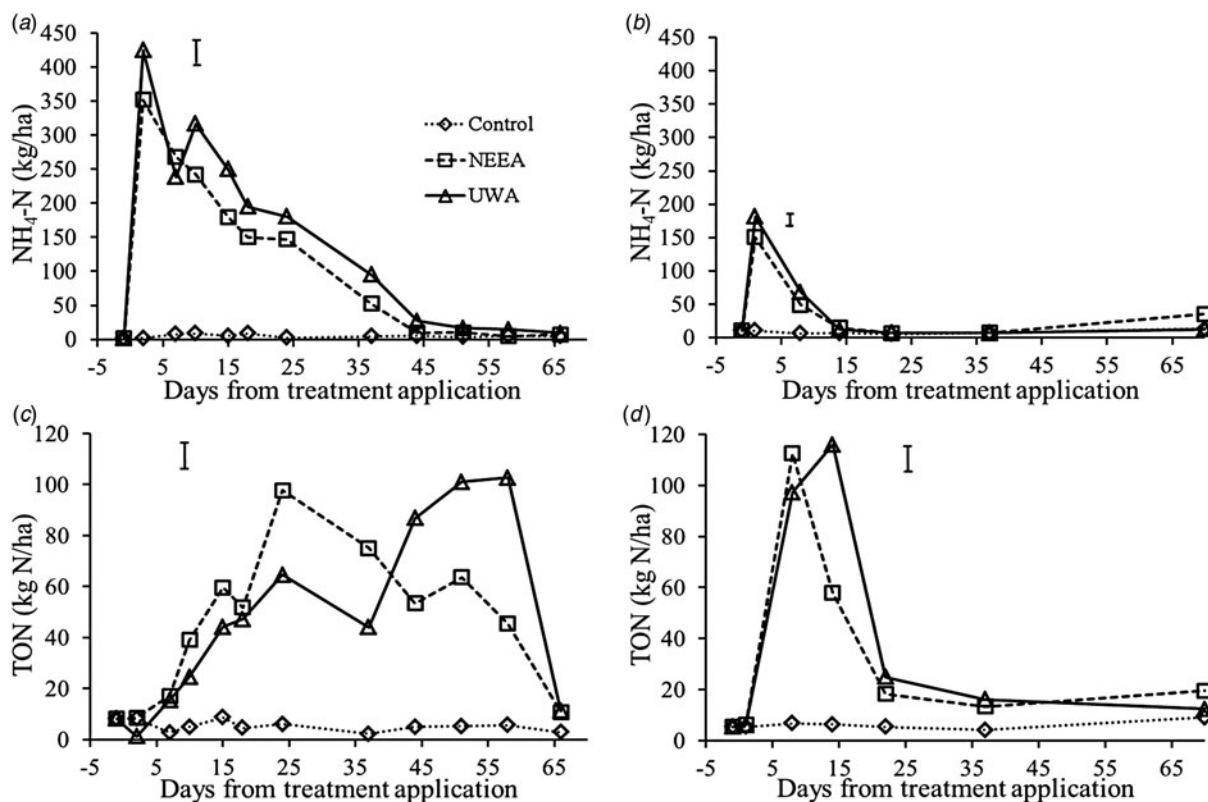 (a)
NH₄-N (kg/ha)
450
400
350
300
250
200
150
100
50
0
-5 5 15 25 35 45 55 65
Days from treatment application
Control
NEEA
UWA
(b)
NH₄-N (kg/ha)
450
400
350
300
250
200
150
100
50
0
-5 5 15 25 35 45 55 65
Days from treatment application
(c)
TON (kg N/ha)
120
100
80
60
40
20
0
-5 5 15 25 35 45 55 65
Days from treatment application
(d)
TON (kg N/ha)
120
100
80
60
40
20
0
-5 5 15 25 35 45 55 65
Days from treatment application